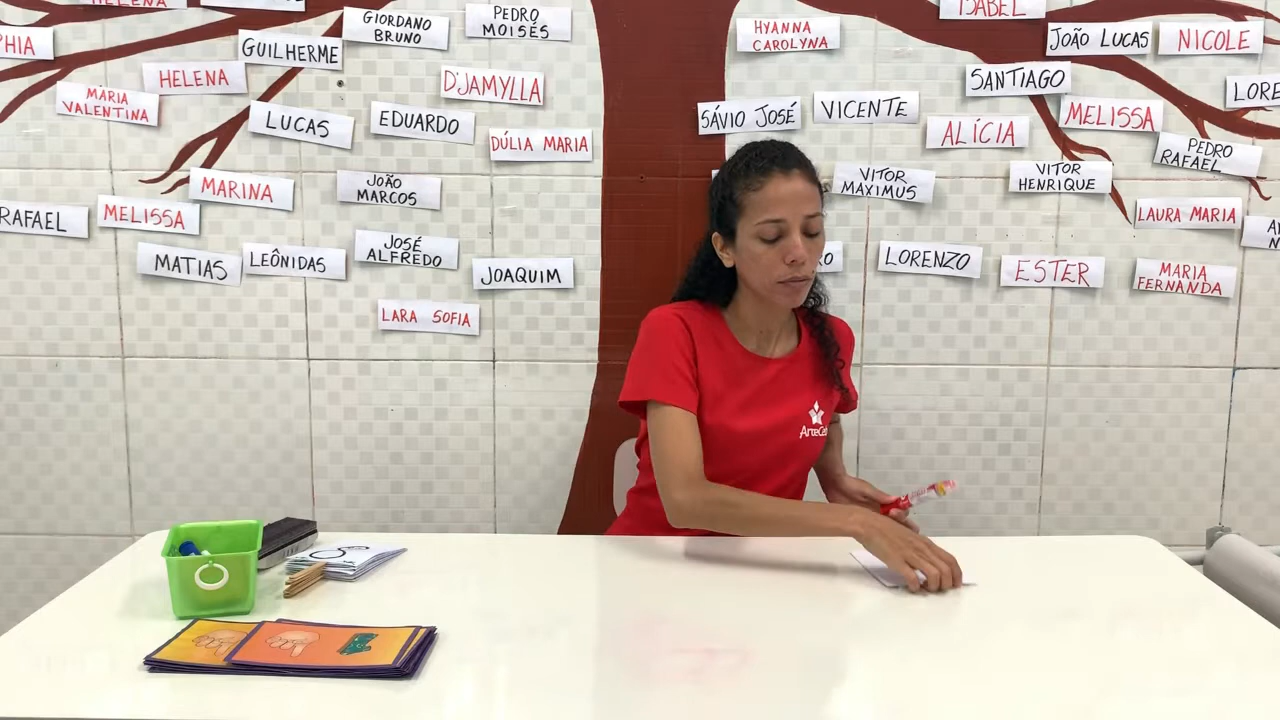 HELENA
ISABEL
PEDRO
MOISÉS
GIORDANO
BRUNO
HYANNA
CAROLYNA
JOÃO LUCAS
NICOLE
GUILHERME
HELENA
D'JAMYLLA
SANTIAGO
MARIA
VALENTINA
LUCAS
EDUARDO
DÚLIA MARIA
SÁVIO JOSÉ
VICENTE
ALÍCIA
MELISSA
PEDRO
RAFAEL
MARINA
JOÃO
MARCOS
VITOR
MAXIMUS
VITOR
HENRIQUE
RAFAEL
MELISSA
LAURA MARIA
MATIAS
LEÔNIDAS
JOSÉ
ALFREDO
JOAQUIM
LORENZO
ESTER
MARIA
FERNANDA
LARA SOFIA